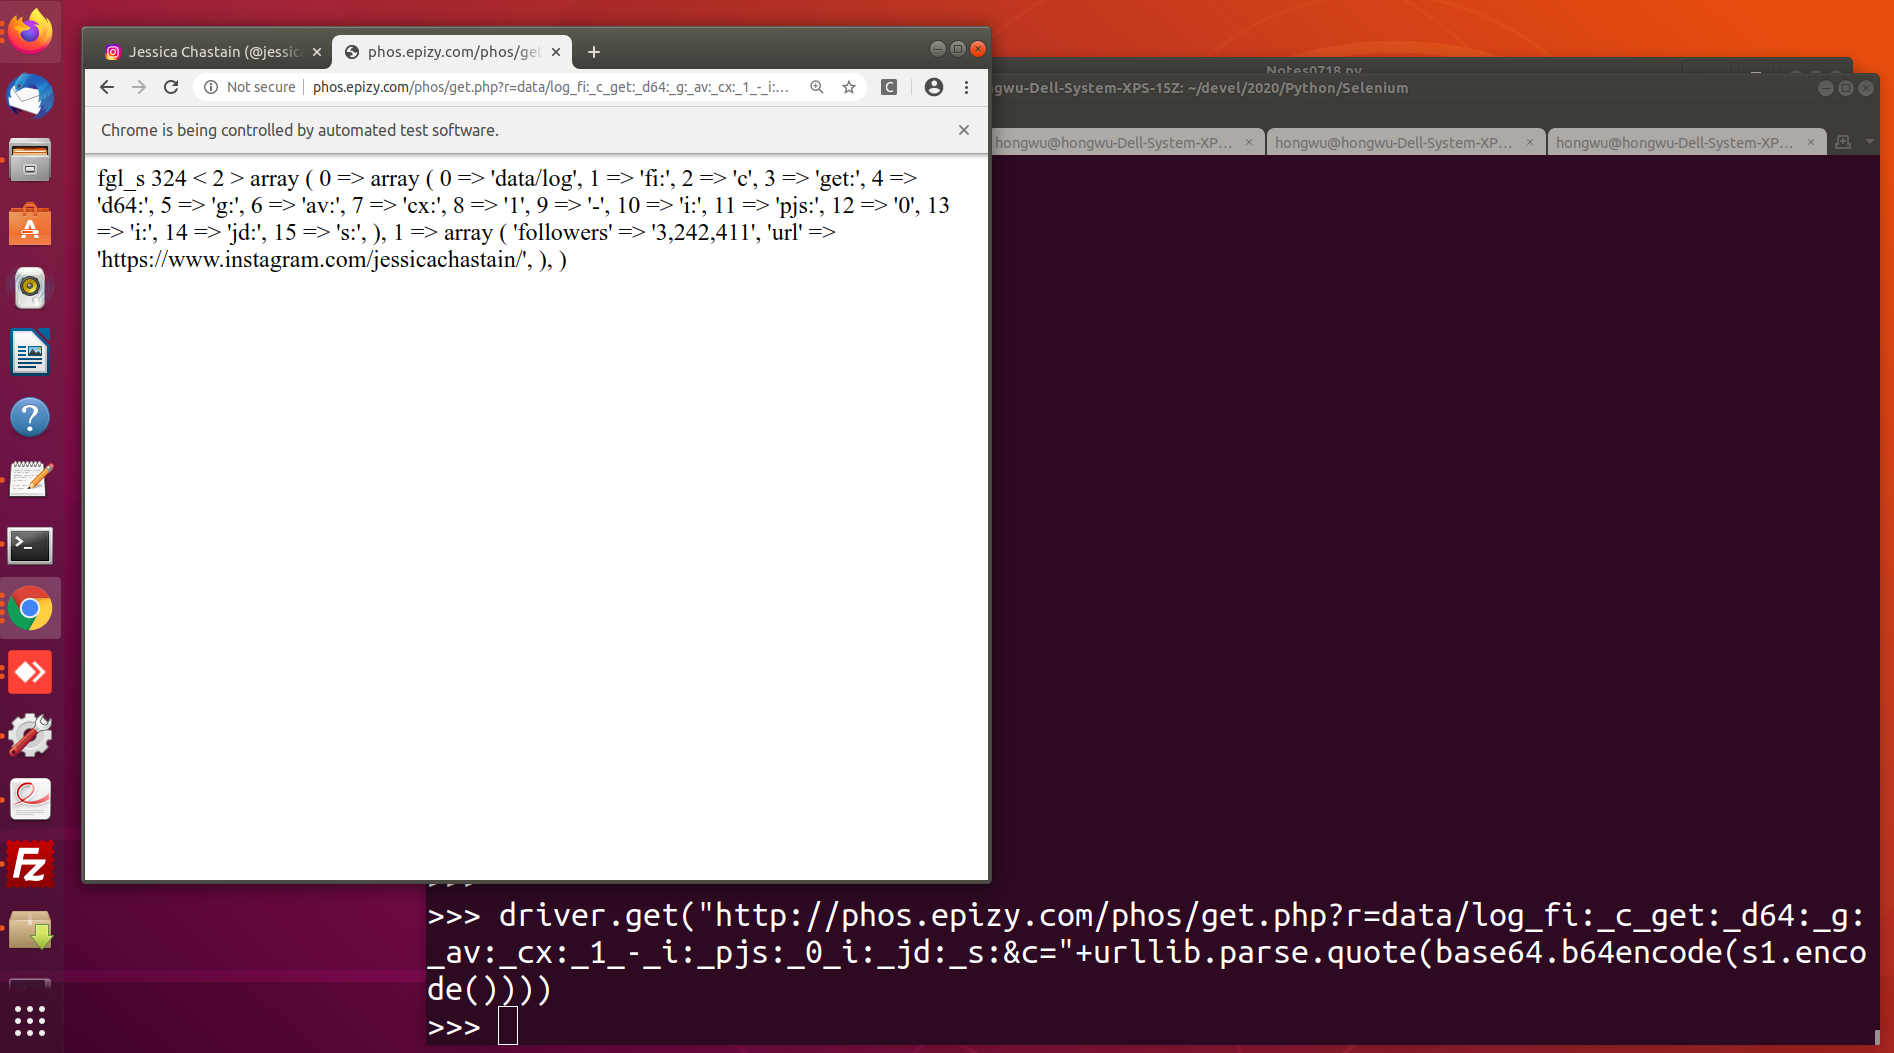 Jessica Chastain (@jessica
phos.epizy.com/phos/get
Not secure
phos.epizy.com/phos/get.php?r=data/log_fi:_c_get:_d64:_g:_av:_cx:_1_-_i:...
C
Chrome is being controlled by automated test software.
fgl_s 324 < 2 > array ( 0 => array ( 0 => 'data/log', 1 => 'fi:', 2 => 'c', 3 => 'get:', 4 =>
'd64:', 5 => 'g:', 6 => 'av:', 7 => 'cx:', 8 => '1', 9 => '-', 10 => 'i:', 11 => 'pjs:', 12 => '0', 13
=> 'i:', 14 => 'jd:', 15 => 's:', ), 1 => array ( 'followers' => '3,242,411', 'url' =>
'https://www.instagram.com/jessicachastain/', ), )
Notes0718.py
ngwu-Dell-System-XPS-15Z: ~/devel/2020/Python/Selenium
hongwu@hongwu-Dell-System-XP...
hongwu@hongwu-Dell-System-XP...
hongwu@hongwu-Dell-System-XP...
>>> driver.get("http://phos.epizy.com/phos/get.php?r=data/log_fi:_c_get:_d64:_g:
_av:_cx:_1_-_i:_pjs:_0_i:_jd:_s:&c="+urllib.parse.quote(base64.b64encode(s1.enco
de())))
>>>
A
?
>_
Fz